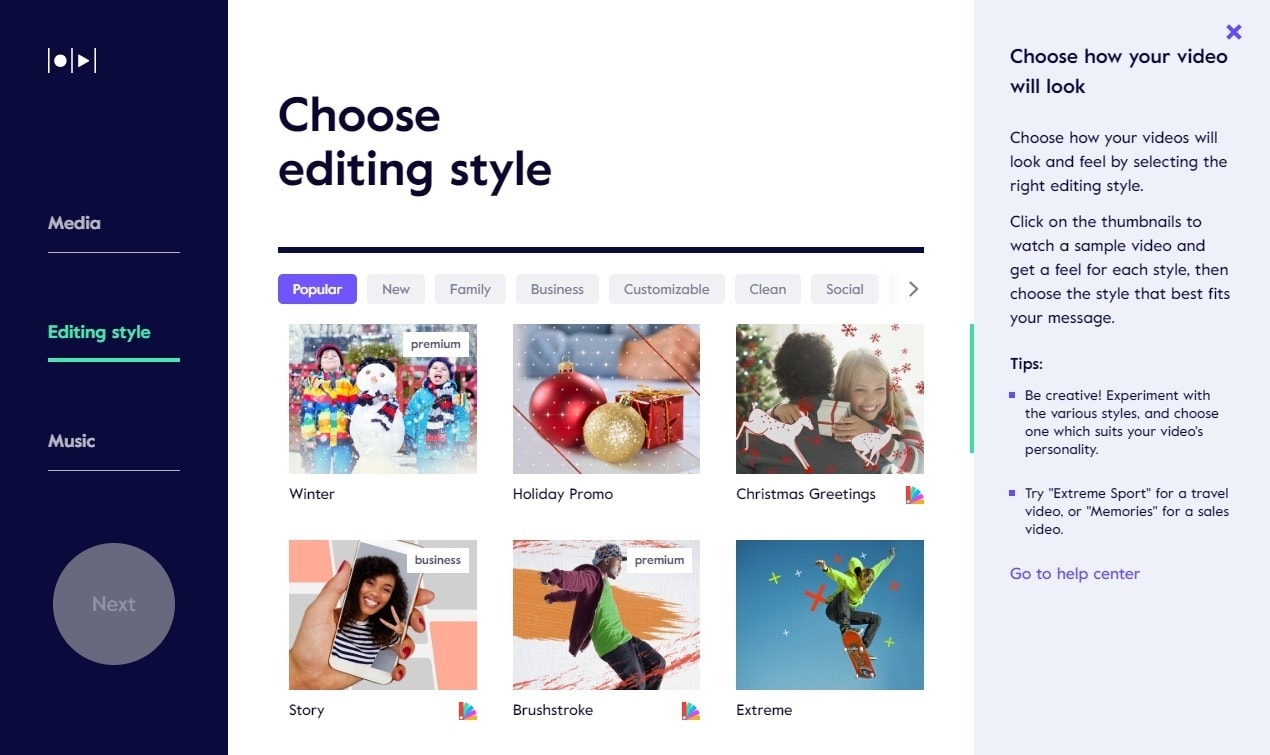 Media
Editing style
Music
Next
Choose
editing style
Popular
New
Family
Business
Customizable
Clean
Social
premium
Winter
Holiday Promo
Christmas Greetings
business
Story
premium
Brushstroke
Extreme
Choose how your video
will look
Choose how your videos will
look and feel by selecting the
right editing style.
Click on the thumbnails to
watch a sample video and
get a feel for each style, then
choose the style that best fits
your message.
Tips:
Be creative! Experiment with
the various styles, and choose
one which suits your video's
personality.
Try "Extreme Sport" for a travel
video, or "Memories" for a sales
video.
Go to help center